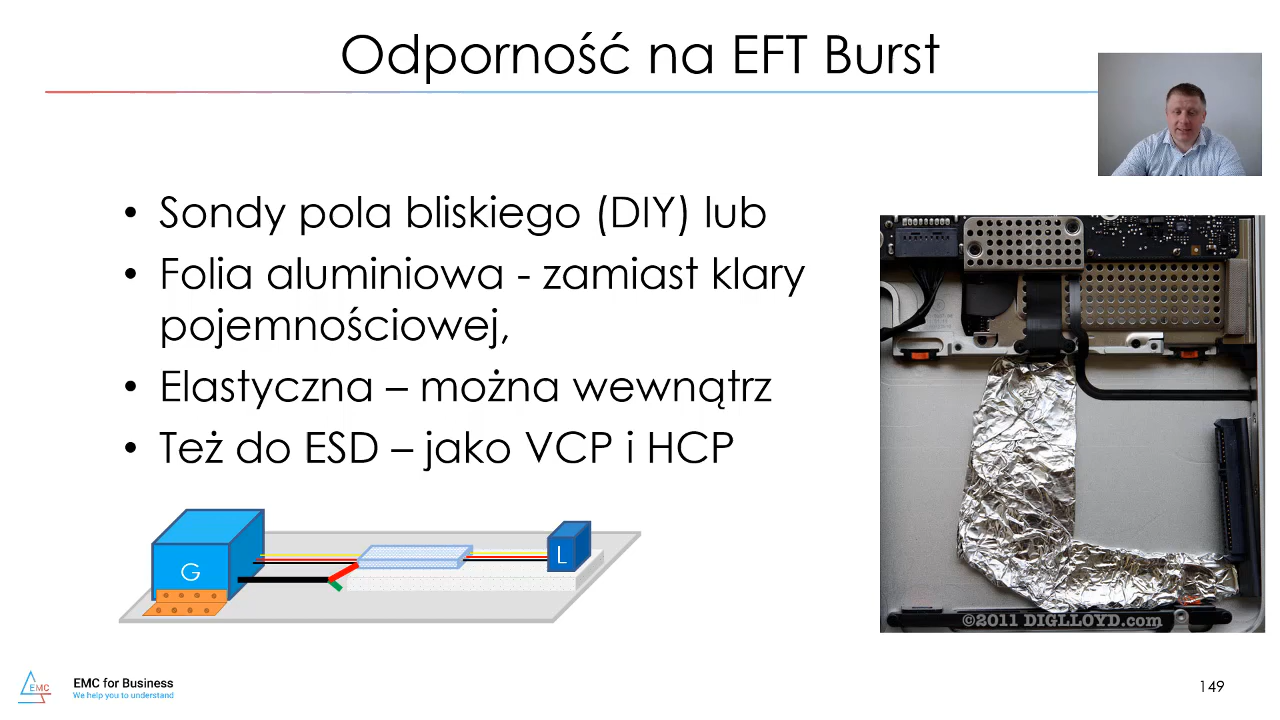 Odporność na EFT Burst
• Sondy pola bliskiego (DIY) lub
• Folia aluminiowa - zamiast klary
pojemnościowej,
• Elastyczna – można wewnątrz
• Też do ESD – jako VCP i HCP
G
L
©2011 DIGLLOYD.com
EMC
EMC for Business
We help you to understand
149